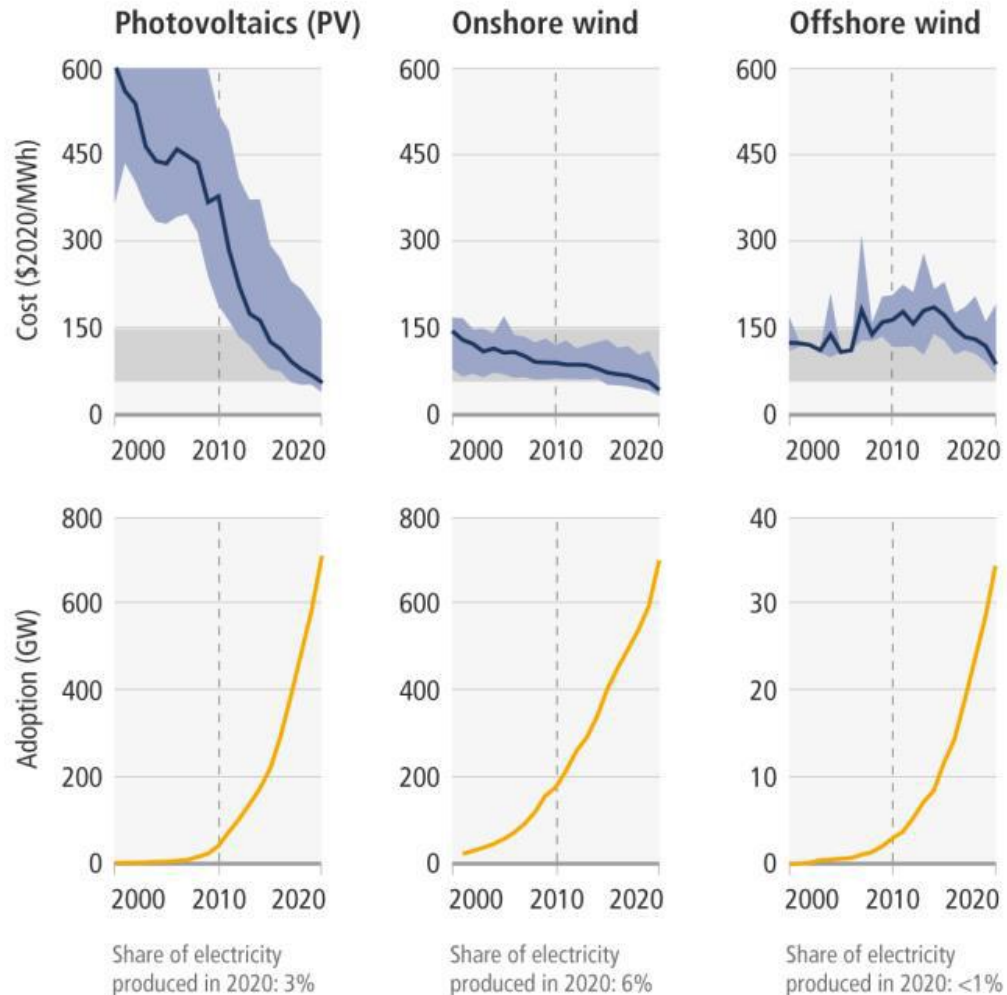 Photovoltaics (PV)
Onshore wind
Offshore wind
Cost ($2020/MWh)
600
450
300
150
0
2000 2010 2020
600
450
300
150
0
2000 2010 2020
600
450
300
150
0
2000 2010 2020
Adoption (GW)
800
600
400
200
0
2000 2010 2020
800
600
400
200
0
2000 2010 2020
40
30
20
10
0
2000 2010 2020
Share of electricity
produced in 2020: 3%
Share of electricity
produced in 2020: 6%
Share of electricity
produced in 2020: <1%